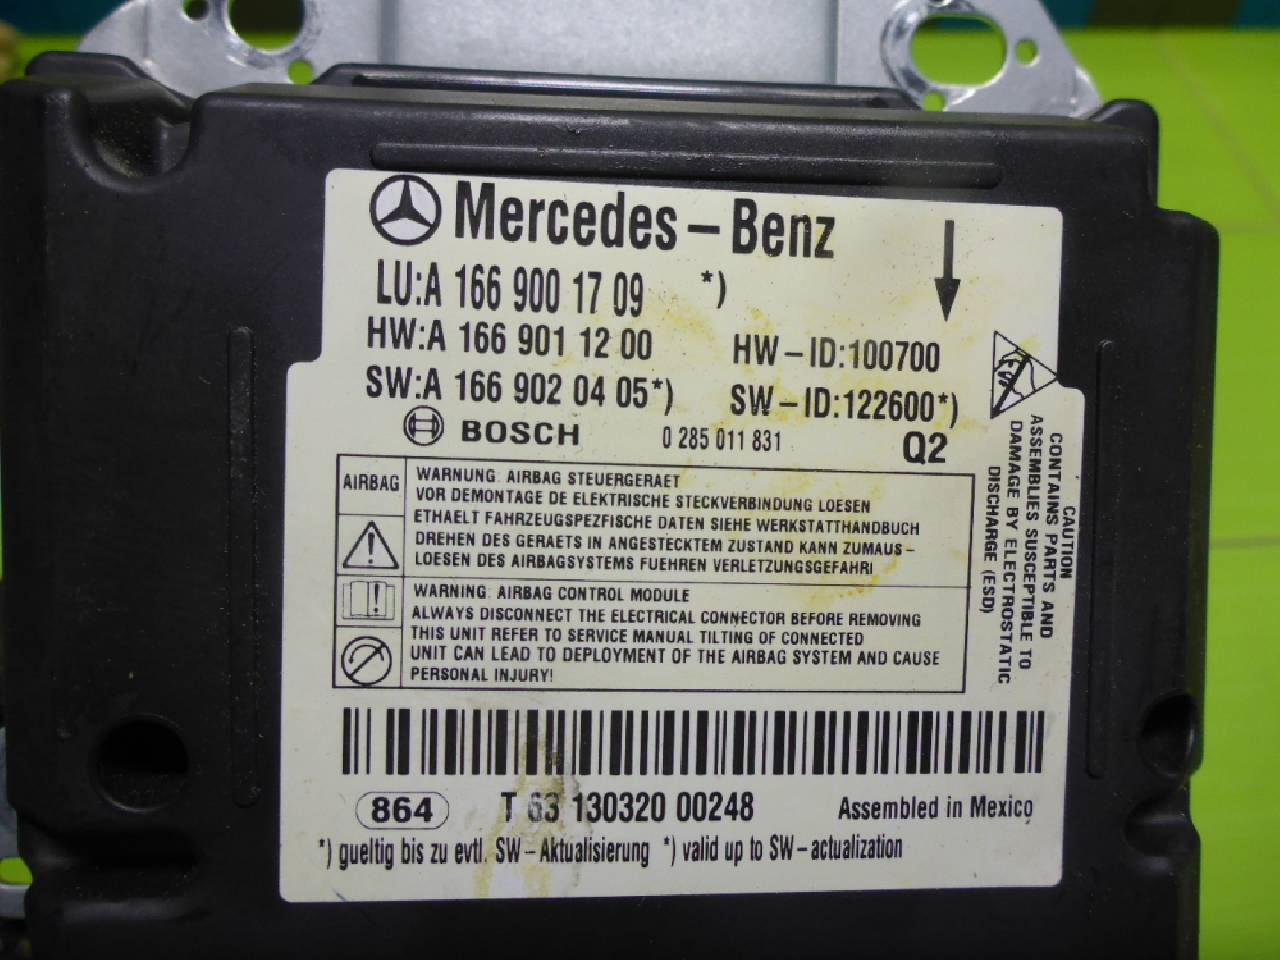 Mercedes-Benz
LU:A 166 900 17 09 *)
HW:A 166 901 12 00 HW-ID:100700
SW:A 166 902 04 05*) SW-ID:122600*)
BOSCH 0 285 011 831 Q2
AIRBAG
WARNUNG: AIRBAG STEUERGERAET
VOR DEMONTAGE DE ELEKTRISCHE STECKVERBINDUNG LOESEN
ETHAELT FAHRZEUGSPEZFISCHE DATEN SIEHE WERKSTATTHANDBUCH
DREHEN DES GERAETS IN ANGESTECKTEM ZUSTAND KANN ZUMAUS-
LOESEN DES AIRBAGSYSTEMS FUEHREN VERLETZUNGSGEFAHR!
WARNING: AIRBAG CONTROL MODULE
ALWAYS DISCONNECT THE ELECTRICAL CONNECTOR BEFORE REMOVING
THIS UNIT REFER TO SERVICE MANUAL TILTING OF CONNECTED
UNIT CAN LEAD TO DEPLOYMENT OF THE AIRBAG SYSTEM AND CAUSE
PERSONAL INJURY!
CAUTION
CONTAINS PARTS AND
ASSEMBLIES SUSCEPTIBLE TO
DAMAGE BY ELECTROSTATIC
DISCHARGE (ESD)
864 T 63 130320 00248 Assembled in Mexico
*) gueltig bis zu evtl. SW-Aktualisierung *) valid up to SW-actualization